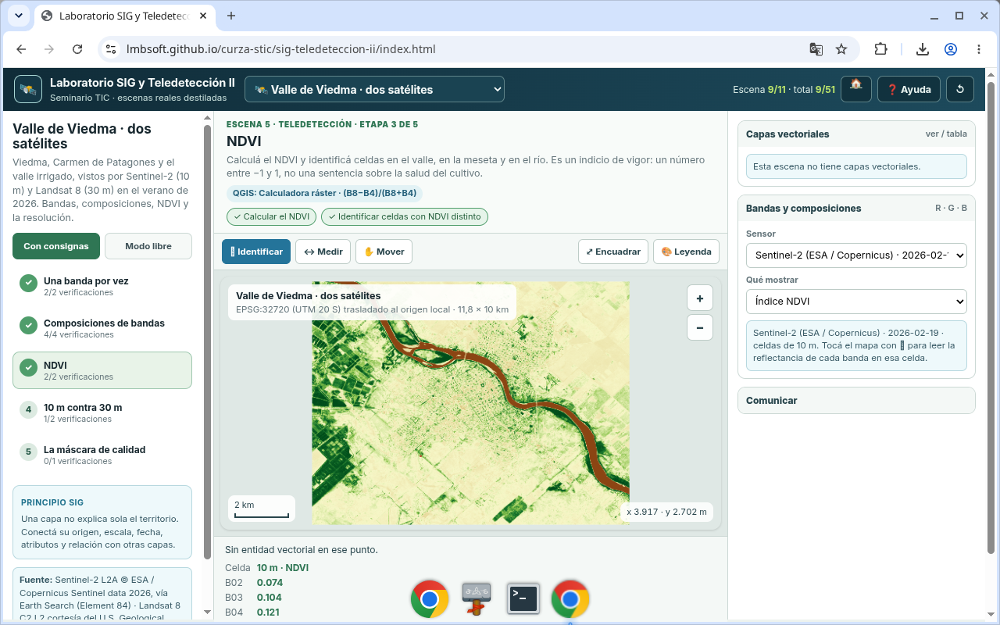 Laboratorio SIG y Teledetecc
lmbsoft.github.io/curza-stic/sig-teledeteccion-ii/index.html
Laboratorio SIG y Teledetección II
Seminario TIC · escenas reales destiladas
Valle de Viedma · dos satélites
Escena 9/11 · total 9/51
Ayuda
Valle de Viedma · dos
satélites
Viedma, Carmen de Patagones y el
valle irrigado, vistos por Sentinel-2 (10
m) y Landsat 8 (30 m) en el verano de
2026. Bandas, composiciones, NDVI y
la resolución.
Con consignas
Modo libre
Una banda por vez
2/2 verificaciones
Composiciones de bandas
4/4 verificaciones
NDVI
2/2 verificaciones
4
10 m contra 30 m
1/2 verificaciones
5
La máscara de calidad
0/1 verificaciones
PRINCIPIO SIG
Una capa no explica sola el territorio.
Conectá su origen, escala, fecha,
atributos y relación con otras capas.
Fuente: Sentinel-2 L2A © ESA /
Copernicus Sentinel data 2026, vía
Earth Search (Element 84) · Landsat 8
C2 L2 cortesía del U.S. Geological
ESCENA 5 · TELEDETECCIÓN · ETAPA 3 DE 5
NDVI
Calculá el NDVI y identificá celdas en el valle, en la meseta y en el río. Es un indicio de vigor: un número
entre −1 y 1, no una sentencia sobre la salud del cultivo.
QGIS: Calculadora ráster · (B8−B4)/(B8+B4)
✓ Calcular el NDVI
✓ Identificar celdas con NDVI distinto
Identificar
Medir
Mover
Encuadrar
Leyenda
Valle de Viedma · dos satélites
EPSG:32720 (UTM 20 S) trasladado al origen local · 11,8 × 10 km
+
−
2 km
x 3.917 · y 2.702 m
Sin entidad vectorial en ese punto.
Celda 10 m · NDVI
B02 0.074
B03 0.104
B04 0.121
Capas vectoriales
ver / tabla
Esta escena no tiene capas vectoriales.
Bandas y composiciones
R · G · B
Sensor
Sentinel-2 (ESA / Copernicus) · 2026-02-
Qué mostrar
Índice NDVI
Sentinel-2 (ESA / Copernicus) · 2026-02-19 ·
celdas de 10 m. Tocá el mapa con para leer la
reflectancia de cada banda en esa celda.
Comunicar